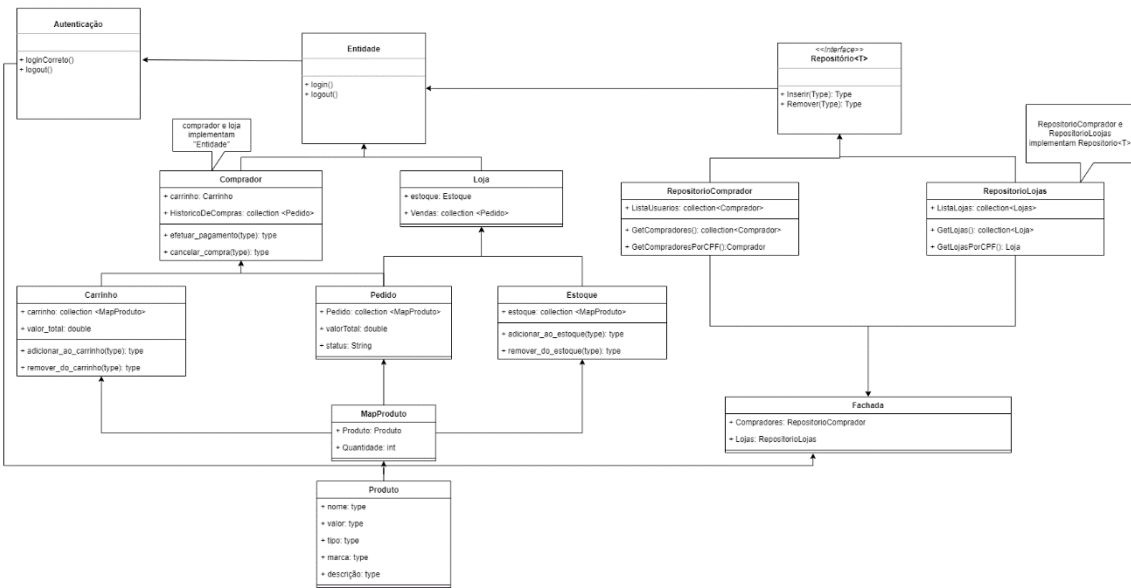 Autenticação
+ loginCorreto()
+ logout()
Entidade
+ login()
+ logout()
<<Interface>>
Repositório<T>
+ Inserir(Type): Type
+ Remover(Type): Type
comprador e loja
implementam
"Entidade"
RepositorioComprador e
RepositorioLoojas
implementam Repositorio<T>
Comprador
+ carrinho: Carrinho
+ HistoricoDeCompras: collection <Pedido>
+ efetuar_pagamento(type): type
+ cancelar_compra(type): type
Loja
+ estoque: Estoque
+ Vendas: collection <Pedido>
RepositorioComprador
+ ListaUsuarios: collection<Comprador>
+ GetCompradores(): collection<Comprador>
+ GetCompradoresPorCPF():Comprador
RepositorioLojas
+ ListaLojas: collection<Lojas>
+ GetLojas(): collection<Loja>
+ GetLojasPorCPF(): Loja
Carrinho
+ carrinho: collection <MapProduto>
+ valor_total: double
+ adicionar_ao_carrinho(type): type
+ remover_do_carrinho(type): type
Pedido
+ Pedido: collection <MapProduto>
+ valorTotal: double
+ status: String
Estoque
+ estoque: collection <MapProduto>
+ adicionar_ao_estoque(type): type
+ remover_do_estoque(type): type
MapProduto
+ Produto: Produto
+ Quantidade: int
Fachada
+ Compradores: RepositorioComprador
+ Lojas: RepositorioLojas
Produto
+ nome: type
+ valor: type
+ tipo: type
+ marca: type
+ descrição: type